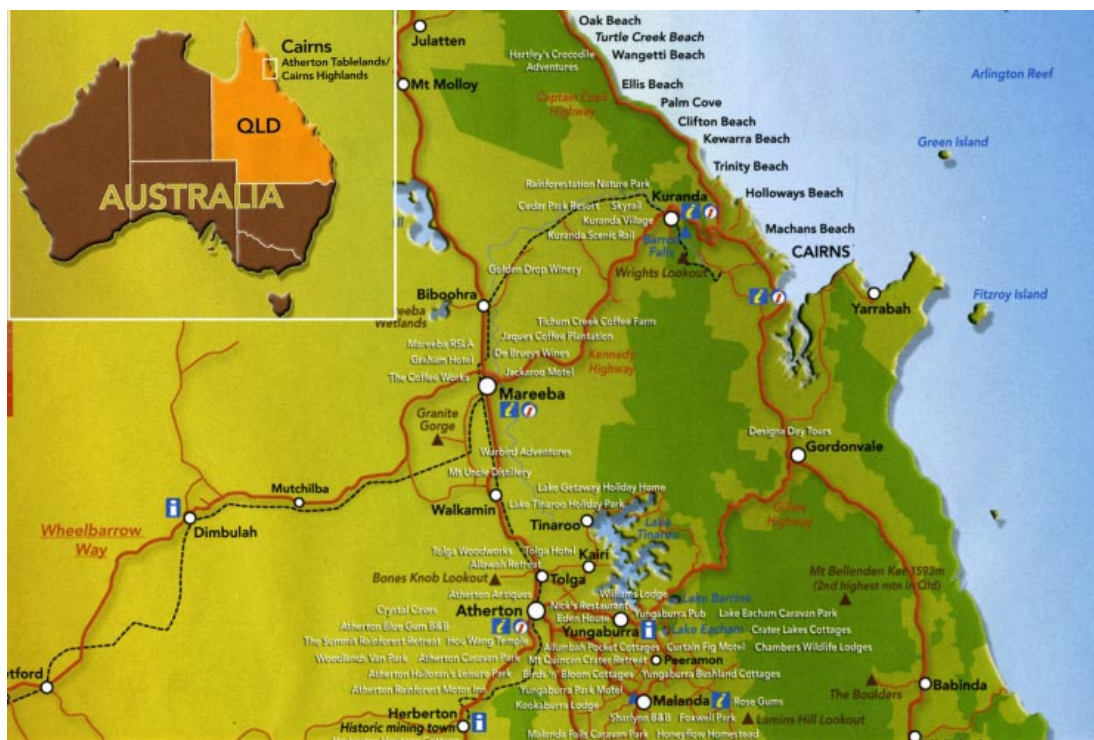 Cairns
Atherton Tablelands/
Cairns Highlands
QLD
AUSTRALIA
Julatten
Mt Molloy
Oak Beach
Turtle Creek Beach
Wangetti Beach
Hartley's Crocodile
Adventures
Ellis Beach
Captain Cook
Highway
Palm Cove
Clifton Beach
Kewarra Beach
Trinity Beach
Holloways Beach
Machans Beach
CAIRNS
Arlington Reef
Green Island
Fitzroy Island
Yarrabah
Rainforestation Nature Park
Kuranda
Cedar Park Resort
Skyrail
Kuranda Village
Kuranda Scenic Rail
Barron
Falls
Wrights Lookout
Golden Drop Winery
Biboohra
Wetlands
Tichum Creek Coffee Farm
Jaques Coffee Plantation
Mareeba RSLA
De Brueys Wines
Kennedy
Highway
Graham Hotel
The Coffee Works
Jackaroo Motel
Mareeba
Granite
Gorge
Warbird Adventures
Mt Uncle Distillery
Designa Day Tours
Gordonvale
Mutchilba
Lake Getaway Holiday Home
Walkamin
Lake Tinaroo Holiday Park
Tinaroo
Lake
Tinaroo
Gillies
Highway
Wheelbarrow
Way
Dimbulah
Tolga Woodworks
Tolga Hotel
Kairi
Allawah Retreat
Bones Knob Lookout
Tolga
Mt Bellenden Ker 1593m
(2nd highest mtn in Qld)
Atherton Antiques
Williams Lodge
Lake Barrine
Crystal Caves
Atherton
Nick's Restaurant
Eden House
Yungaburra Pub
Lake Eacham Caravan Park
Atherton Blue Gum B&B
Yungaburra
Lake Eacham
Crater Lakes Cottages
The Summit Rainforest Retreat
Hou Wang Temple
Allumbah Pocket Cottages
Curtain Fig Motel
Chambers Wildlife Lodges
Woodlands Van Park
Atherton Caravan Park
Mt Quincan Crater Retreat
Peeramon
Atherton Halloran's Leisure Park
Birds 'n' Bloom Cottages
Yungaburra Bushland Cottages
tford
Atherton Rainforest Motor Inn
Yungaburra Park Motel
The Boulders
Babinda
Kookaburra Lodge
Malanda
Rose Gums
Herberton
Historic mining town
Sharlynn B&B
Foxwell Park
Lamins Hill Lookout
Malanda Falls Caravan Park
Honeyflow Homestead